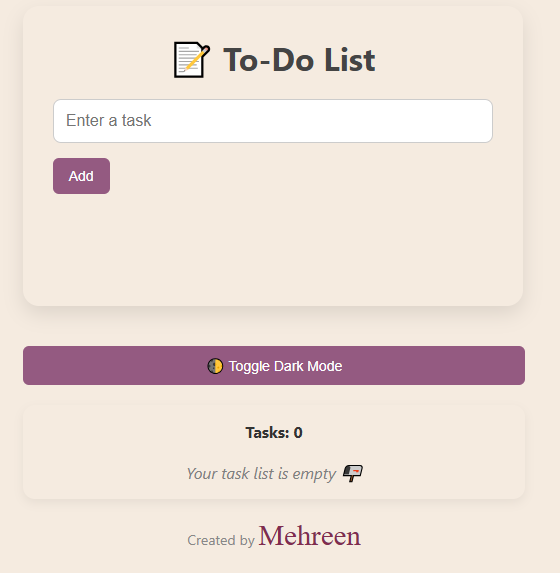 To-Do List
Enter a task
Add
Toggle Dark Mode
Tasks: 0
Your task list is empty
Created by Mehreen